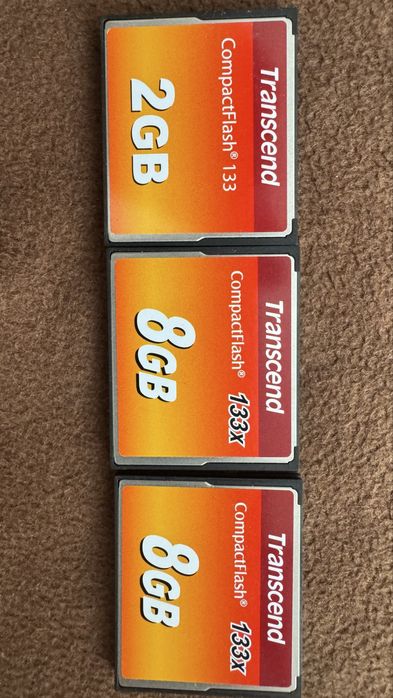 Transcend
CompactFlash® 133
2GB
Transcend
CompactFlash® 133x
8GB
Transcend
CompactFlash® 133x
8GB